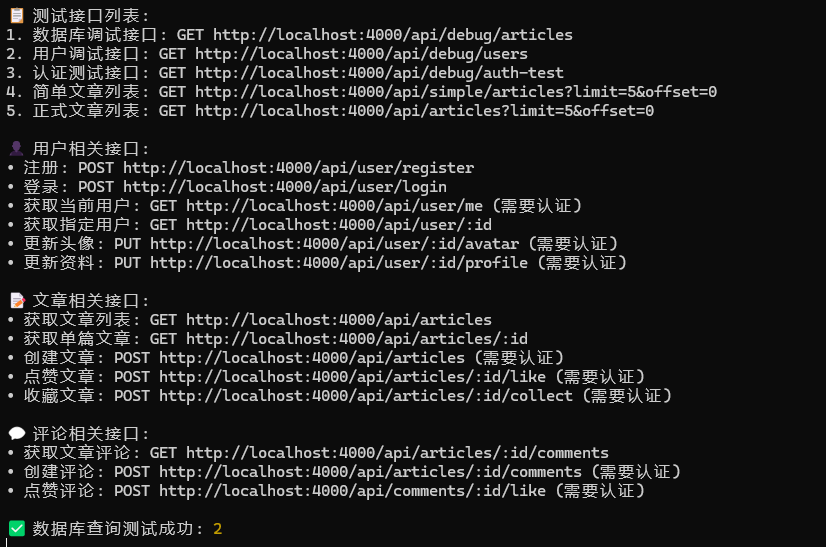 📋 测试接口列表:
1. 数据库调试接口: GET http://localhost:4000/api/debug/articles
2. 用户调试接口: GET http://localhost:4000/api/debug/users
3. 认证测试接口: GET http://localhost:4000/api/debug/auth-test
4. 简单文章列表: GET http://localhost:4000/api/simple/articles?limit=5&offset=0
5. 正式文章列表: GET http://localhost:4000/api/articles?limit=5&offset=0
👤 用户相关接口:
• 注册: POST http://localhost:4000/api/user/register
• 登录: POST http://localhost:4000/api/user/login
• 获取当前用户: GET http://localhost:4000/api/user/me (需要认证)
• 获取指定用户: GET http://localhost:4000/api/user/:id
• 更新头像: PUT http://localhost:4000/api/user/:id/avatar (需要认证)
• 更新资料: PUT http://localhost:4000/api/user/:id/profile (需要认证)
📝 文章相关接口:
• 获取文章列表: GET http://localhost:4000/api/articles
• 获取单篇文章: GET http://localhost:4000/api/articles/:id
• 创建文章: POST http://localhost:4000/api/articles (需要认证)
• 点赞文章: POST http://localhost:4000/api/articles/:id/like (需要认证)
• 收藏文章: POST http://localhost:4000/api/articles/:id/collect (需要认证)
💬 评论相关接口:
• 获取文章评论: GET http://localhost:4000/api/articles/:id/comments
• 创建评论: POST http://localhost:4000/api/articles/:id/comments (需要认证)
• 点赞评论: POST http://localhost:4000/api/comments/:id/like (需要认证)
✅ 数据库查询测试成功: 2